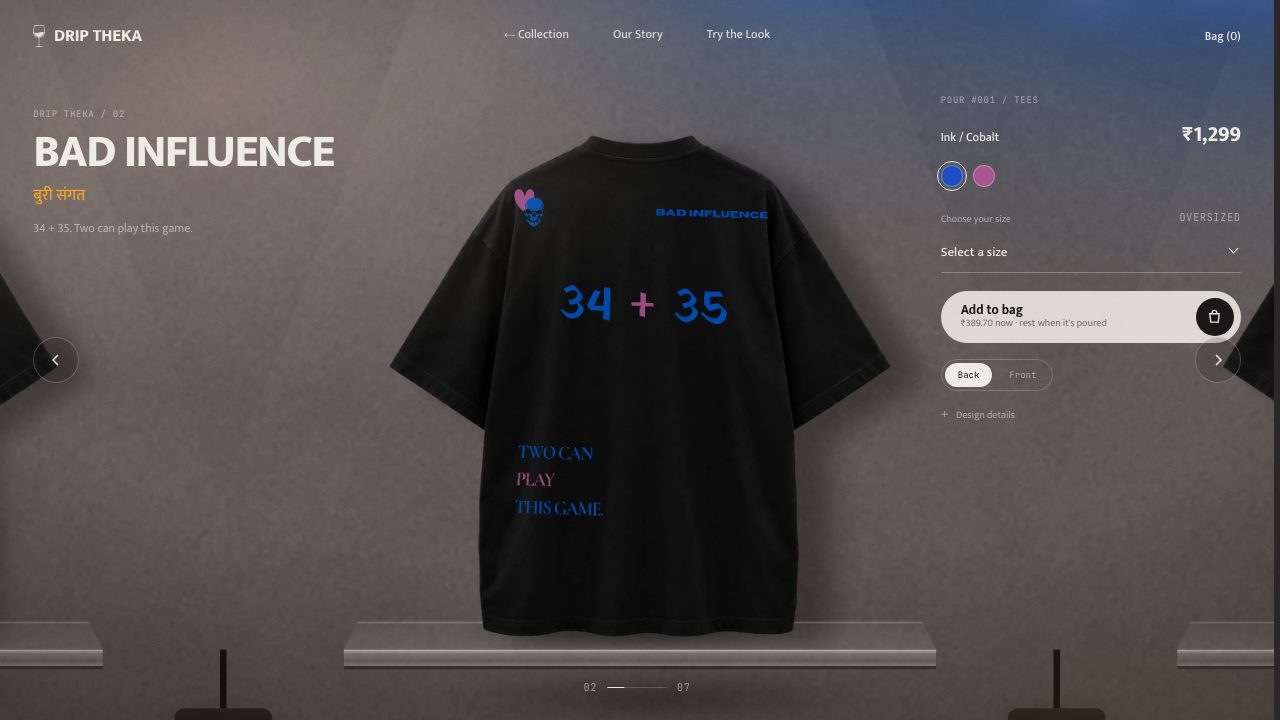 DRIP THEKA
← Collection
Our Story
Try the Look
Bag (0)
DRIP THEKA / 02
BAD INFLUENCE
बुरी संगत
34 + 35. Two can play this game.
BAD INFLUENCE
34 + 35
TWO CAN
PLAY
THIS GAME.
POUR #001 / TEES
Ink / Cobalt
₹1,299
Choose your size
OVERSIZED
Select a size
Add to bag
₹389.70 now · rest when it's poured
Back
Front
+ Design details
02
07